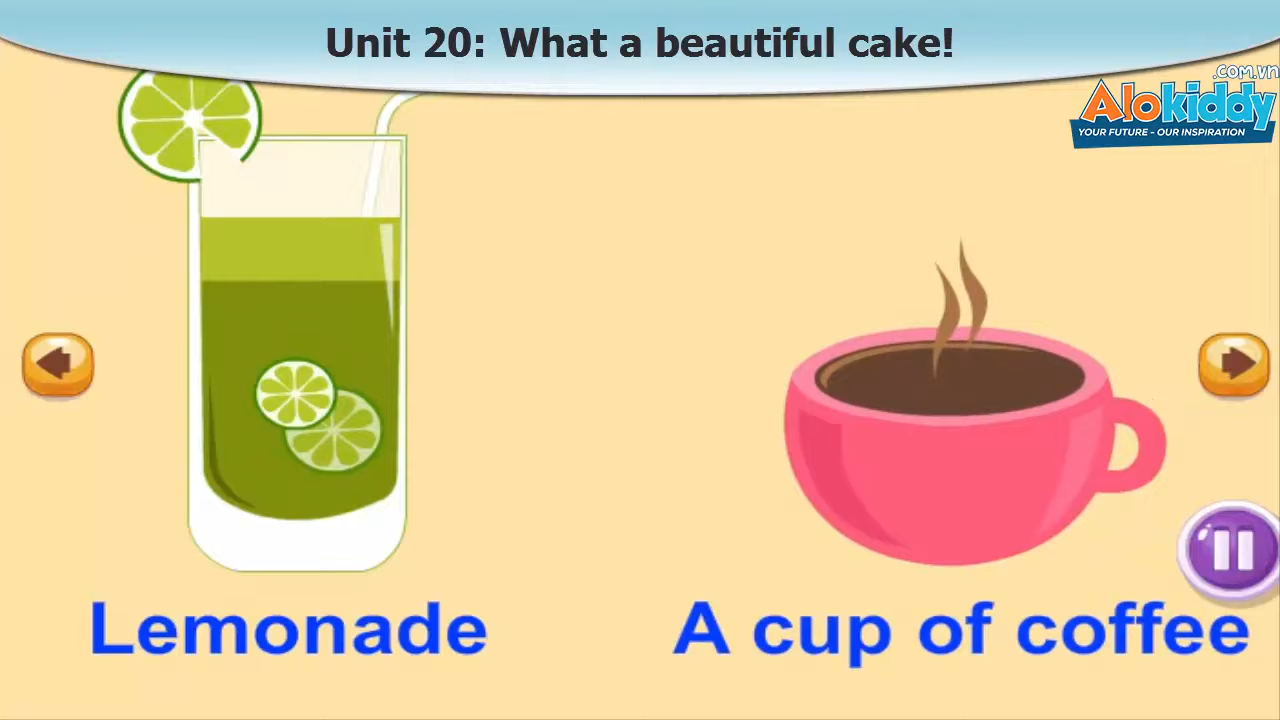 Unit 20: What a beautiful cake!
.COM.VN
Alokiddy
YOUR FUTURE - OUR INSPIRATION
Lemonade
A cup of coffee